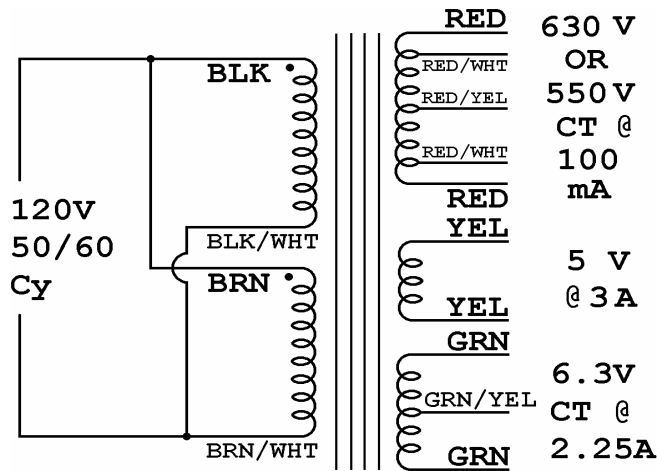 120V
50/60
Cy
BLK
BLK/WHT
BRN
BRN/WHT
RED
RED/WHT
RED/YEL
RED/WHT
RED
630 V
OR
550V
CT @
100
mA
YEL
YEL
5 V
@ 3 A
GRN
GRN/YEL
GRN
6.3V
CT @
2.25A